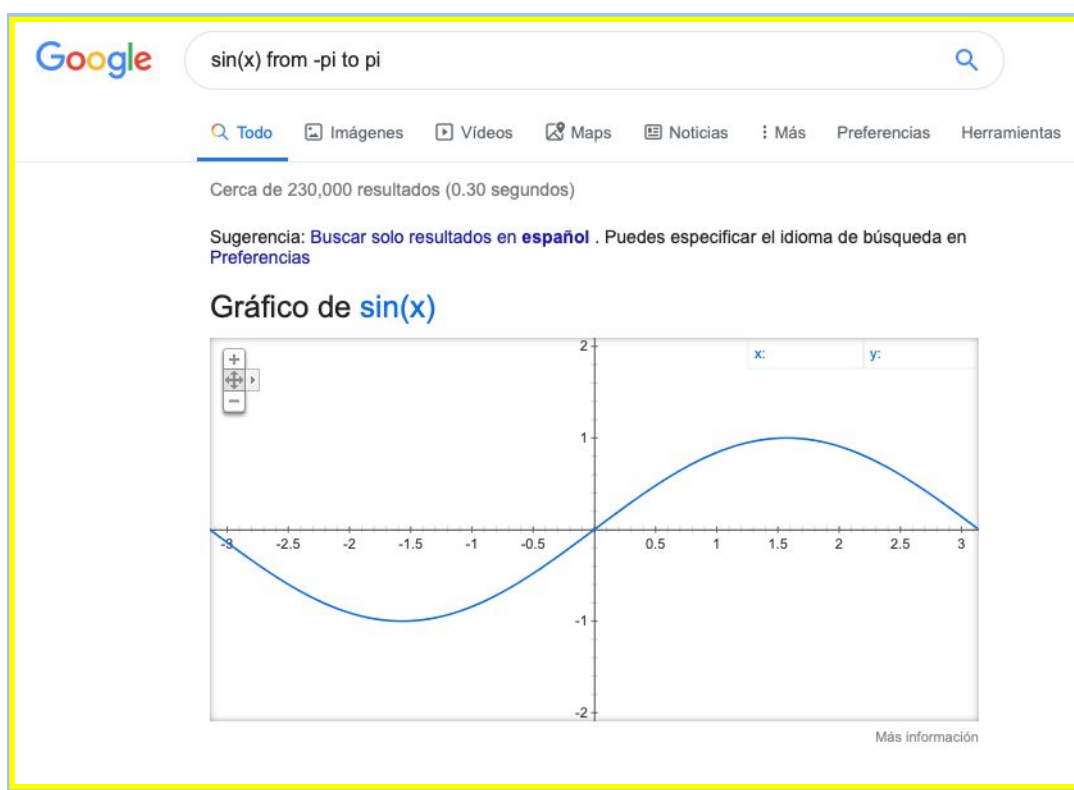 Google sin(x) from -pi to pi
Todo Imágenes Vídeos Maps Noticias Más Preferencias Herramientas
Cerca de 230,000 resultados (0.30 segundos)
Sugerencia: Buscar solo resultados en español . Puedes especificar el idioma de búsqueda en
Preferencias
Gráfico de sin(x)
2 x: y:
1
-3 -2.5 -2 -1.5 -1 -0.5 0.5 1 1.5 2 2.5 3
-1
-2
Más información